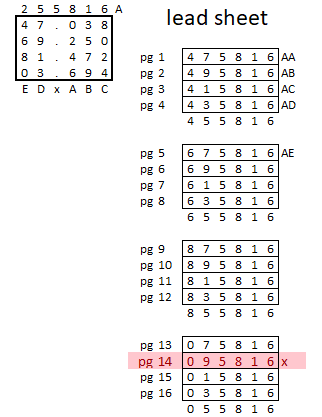 2 5 5 8 1 6 A
4 7 . 0 3 8
6 9 . 2 5 0
8 1 . 4 7 2
0 3 . 6 9 4
E D x A B C
lead sheet
pg 1 4 7 5 8 1 6 AA
pg 2 4 9 5 8 1 6 AB
pg 3 4 1 5 8 1 6 AC
pg 4 4 3 5 8 1 6 AD
4 5 5 8 1 6
pg 5 6 7 5 8 1 6 AE
pg 6 6 9 5 8 1 6
pg 7 6 1 5 8 1 6
pg 8 6 3 5 8 1 6
6 5 5 8 1 6
pg 9 8 7 5 8 1 6
pg 10 8 9 5 8 1 6
pg 11 8 1 5 8 1 6
pg 12 8 3 5 8 1 6
8 5 5 8 1 6
pg 13 0 7 5 8 1 6
pg 14 0 9 5 8 1 6 x
pg 15 0 1 5 8 1 6
pg 16 0 3 5 8 1 6
0 5 5 8 1 6